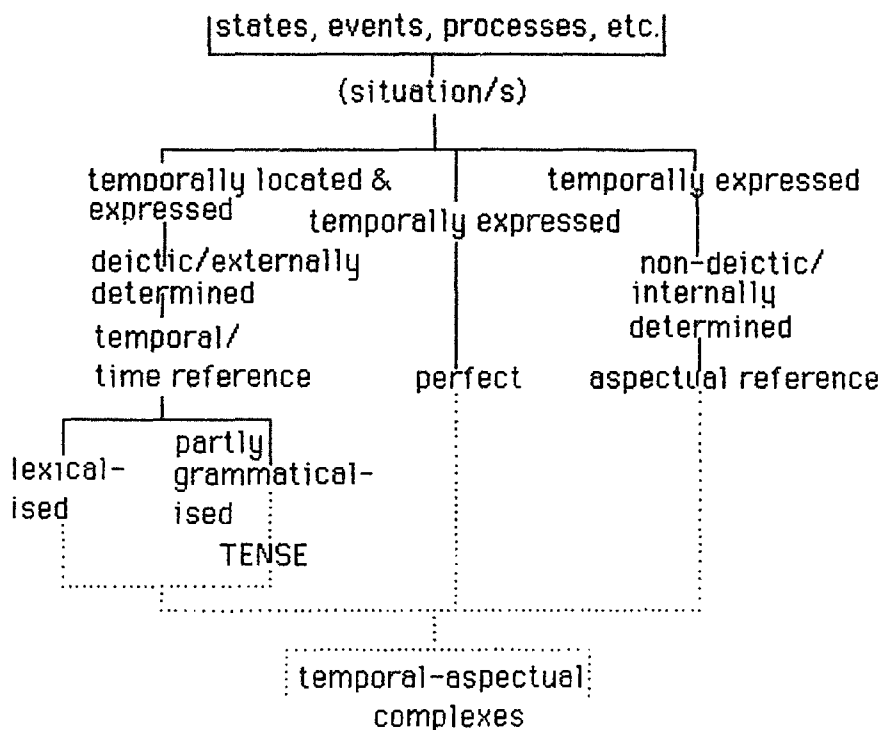 states, events, processes, etc.
(situation/s)
temporally located &
expressed
deictic/externally
determined
temporal/
time reference
lexical-
ised
partly
grammatical-
ised
TENSE
temporally expressed
perfect
temporally expressed
non-deictic/
internally
determined
aspectual reference
temporal-aspectual
complexes